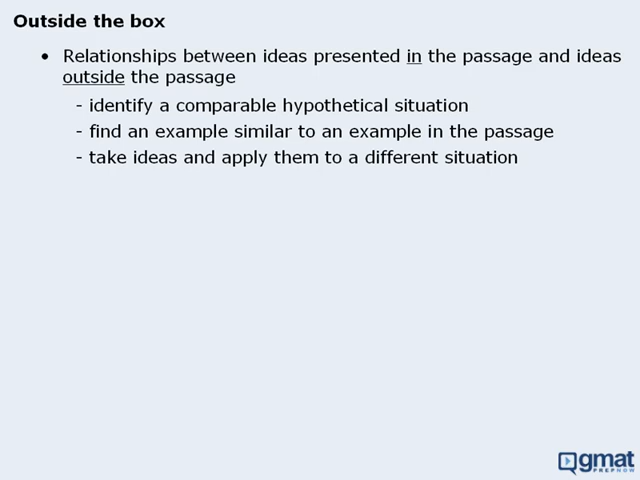 Outside the box
• Relationships between ideas presented in the passage and ideas
outside the passage
- identify a comparable hypothetical situation
- find an example similar to an example in the passage
- take ideas and apply them to a different situation
gmat
PREPNOW